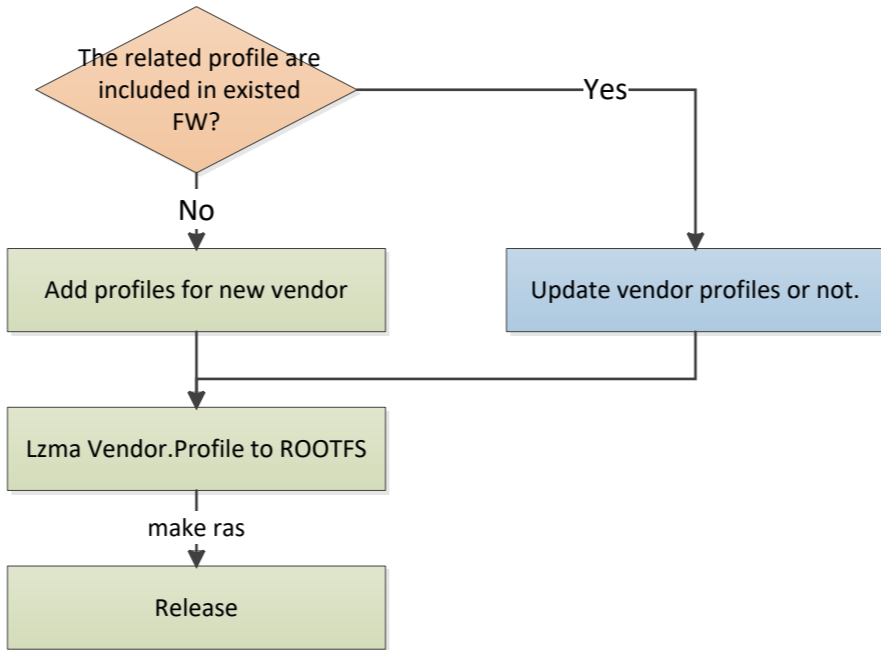 The related profile are
included in existed
FW?
Yes
No
Add profiles for new vendor
Update vendor profiles or not.
Lzma Vendor.Profile to ROOTFS
make ras
Release